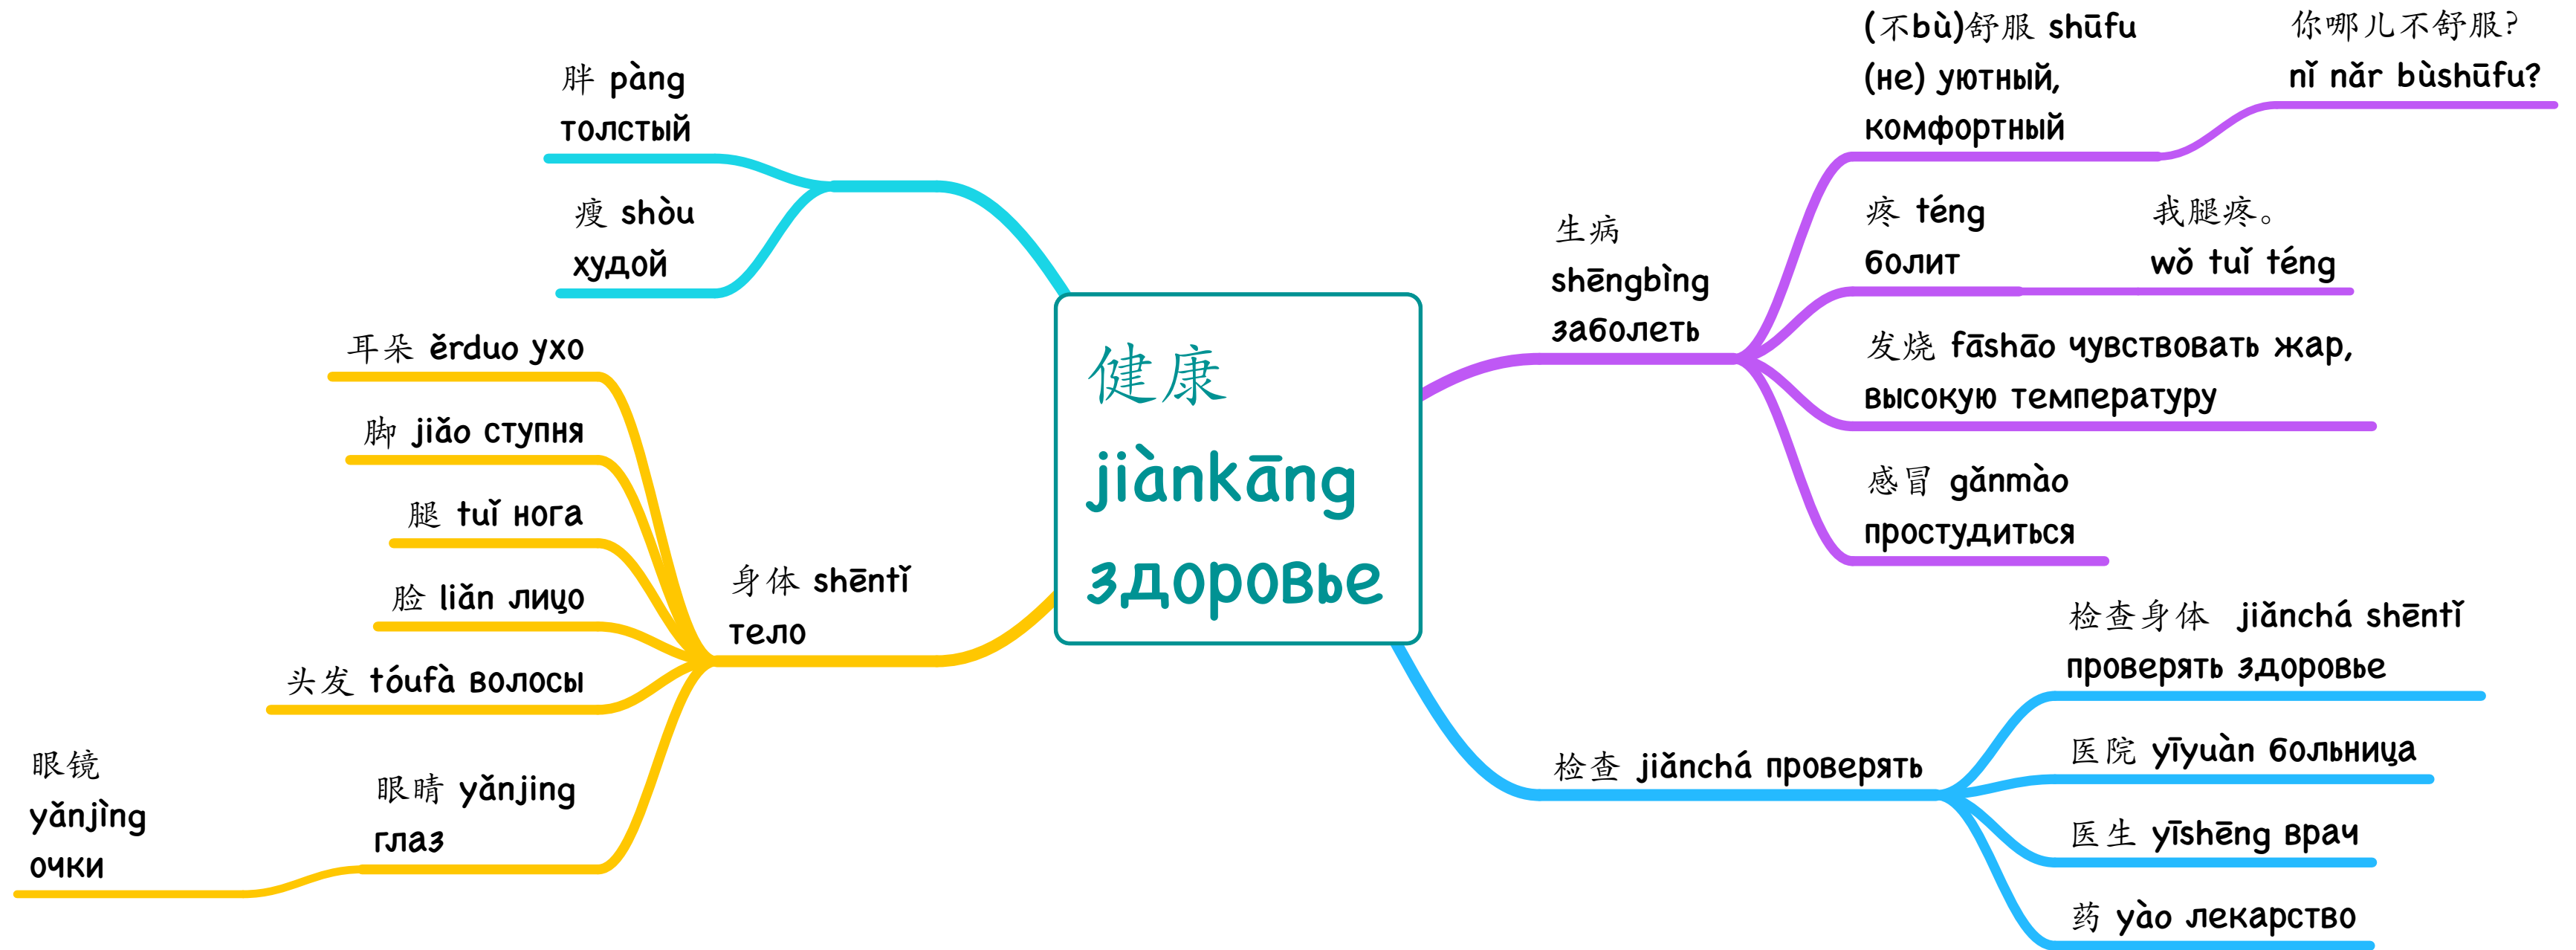 健康
jiànkāng
здоровье
胖 pàng
толстый
瘦 shòu
худой
耳朵 ěrduo ухо
脚 jiǎo ступня
腿 tuǐ нога
脸 liǎn лицо
头发 tóufà волосы
眼睛 yǎnjing
глаз
眼镜
yǎnjìng
очки
身体 shēntǐ
тело
生病
shēngbìng
заболеть
(不bù)舒服 shūfu
(не) уютный,
комфортный
你哪儿不舒服?
nǐ nǎr bùshūfu?
疼 téng
болит
我腿疼。
wǒ tuǐ téng
发烧 fāshāo чувствовать жар,
высокую температуру
感冒 gǎnmào
простудиться
检查 jiǎnchá проверять
检查身体 jiǎnchá shēntǐ
проверять здоровье
医院 yīyuàn больница
医生 yīshēng врач
药 yào лекарство